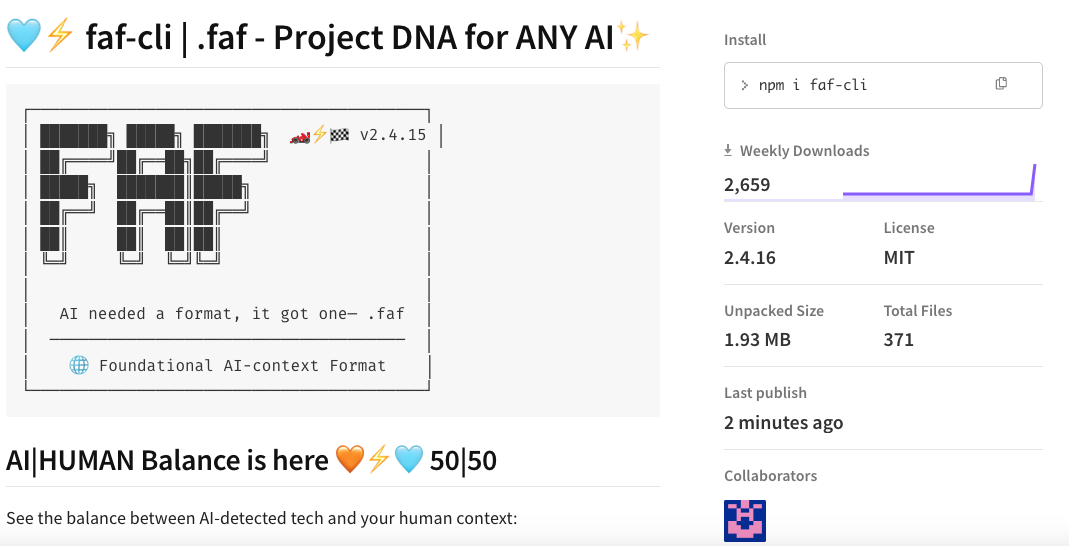 🩵⚡ faf-cli | .faf - Project DNA for ANY AI✨
FAF
🏎️⚡🏁 v2.4.15
AI needed a format, it got one— .faf
🌐 Foundational AI-context Format
AI|HUMAN Balance is here 🧡⚡🩵 50|50
See the balance between AI-detected tech and your human context:
Install
> npm i faf-cli
Weekly Downloads
2,659
Version
2.4.16
License
MIT
Unpacked Size
1.93 MB
Total Files
371
Last publish
2 minutes ago
Collaborators